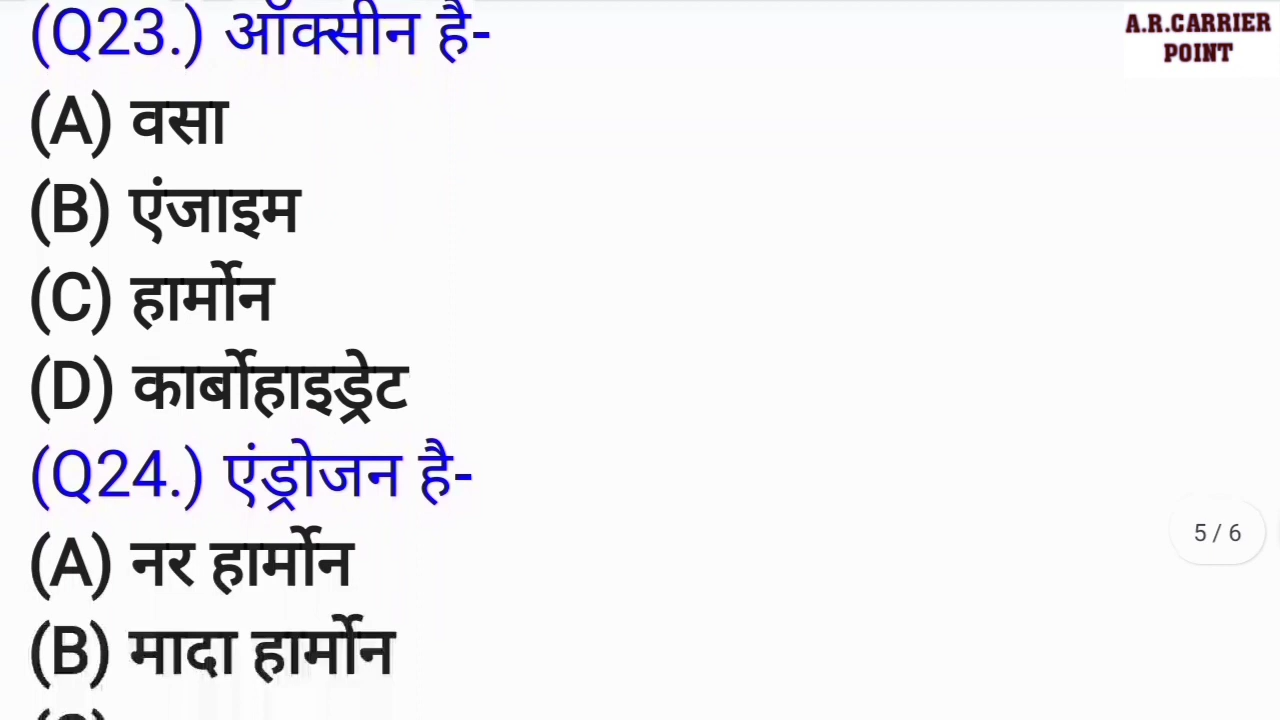 (Q23.) ऑक्सीन है-
A.R.CARRIER
POINT
(A) वसा
(B) एंजाइम
(C) हार्मोन
(D) कार्बोहाइड्रेट
(Q24.) एंड्रोजन है-
(A) नर हार्मोन
5 / 6
(B) मादा हार्मोन